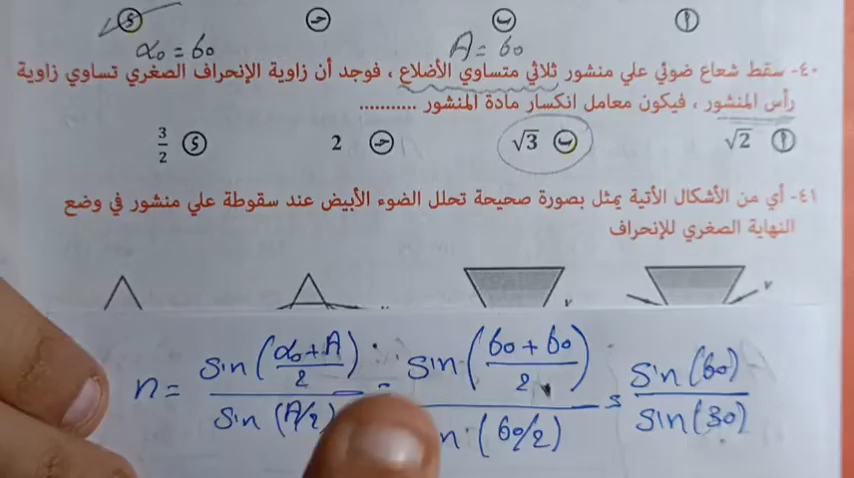 أ ب جـ د
α₀ = 60 A = 60
٤٠- سقط شعاع ضوئي علي منشور ثلاثي متساوي الأضلاع ، فوجد أن زاوية الإنحراف الصغري تساوي زاوية
رأس المنشور ، فيكون معامل انكسار مادة المنشور ...........
أ √2 ب √3 جـ 2 د 3/2
٤١- أي من الأشكال الأتية يمثل بصورة صحيحة تحلل الضوء الأبيض عند سقوطة علي منشور في وضع
النهاية الصغري للإنحراف
v v
n = sin((α₀+A)/2) / sin(A/2) = sin((60+60)/2) / n(60/2) = sin(60) / sin(30)